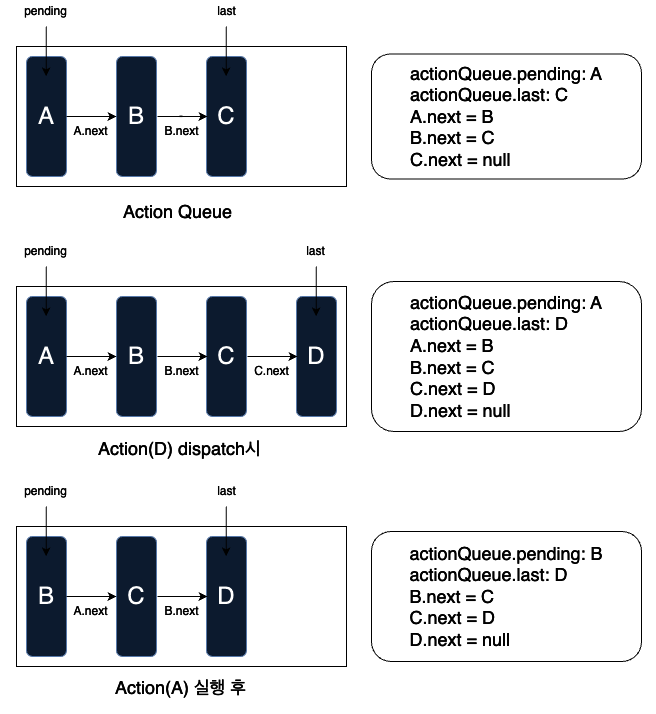 pending
last
A
B
C
A.next
B.next
Action Queue
actionQueue.pending: A
actionQueue.last: C
A.next = B
B.next = C
C.next = null
pending
last
A
B
C
D
A.next
B.next
C.next
Action(D) dispatch시
actionQueue.pending: A
actionQueue.last: D
A.next = B
B.next = C
C.next = D
D.next = null
pending
last
B
C
D
A.next
B.next
Action(A) 실행 후
actionQueue.pending: B
actionQueue.last: D
B.next = C
C.next = D
D.next = null